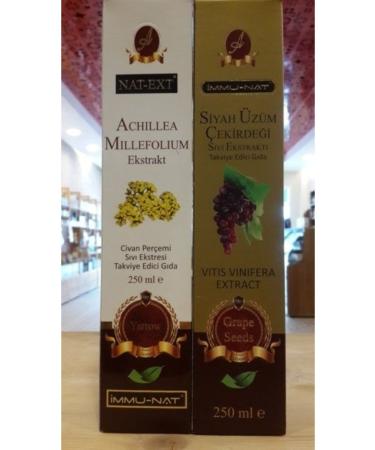 NAT-EXT®
ACHILLEA
MILLEFOLIUM
Ekstrakt
Civan Perçemi
Sıvı Ekstresi
Takviye Edici Gıda
250 ml e
Yarrow
İMMU-NAT®
İMMU-NAT®
SİYAH ÜZÜM
ÇEKİRDEĞİ
SIVI EKSTRAKTI
Takviye Edici Gıda
VITIS VINIFERA
EXTRACT
Grape
Seeds
250 ml e